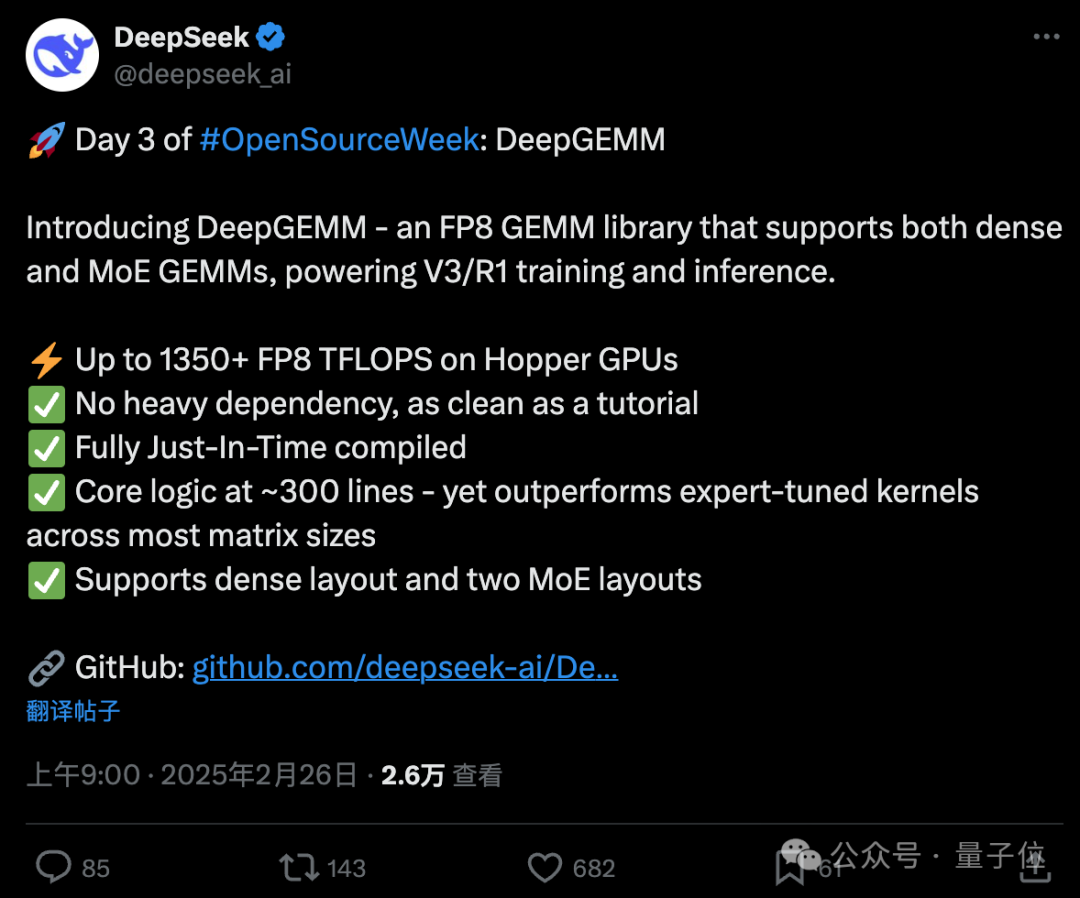 DeepSeek
@deepseek_ai
🚀 Day 3 of #OpenSourceWeek: DeepGEMM
Introducing DeepGEMM - an FP8 GEMM library that supports both dense
and MoE GEMMs, powering V3/R1 training and inference.
⚡ Up to 1350+ FP8 TFLOPS on Hopper GPUs
✅ No heavy dependency, as clean as a tutorial
✅ Fully Just-In-Time compiled
✅ Core logic at ~300 lines - yet outperforms expert-tuned kernels
across most matrix sizes
✅ Supports dense layout and two MoE layouts
🔗 GitHub: github.com/deepseek-ai/De...
翻译帖子
上午9:00 · 2025年2月26日 · 2.6万 查看
85 143 682
公众号 · 量子位